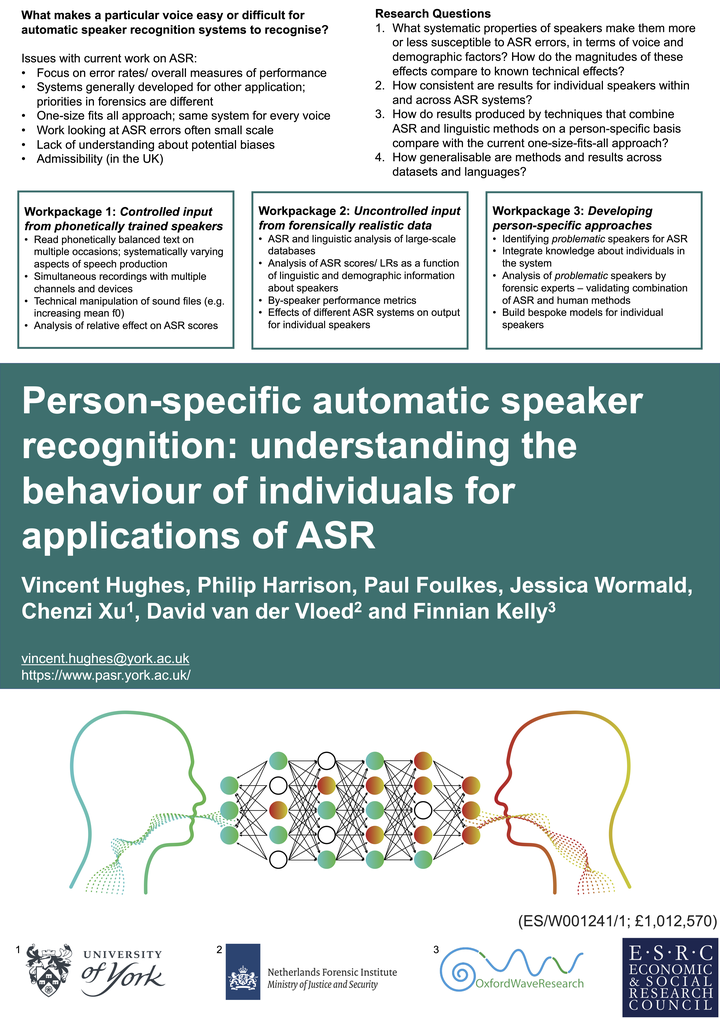 What makes a particular voice easy or difficult for
automatic speaker recognition systems to recognise?
Issues with current work on ASR:
• Focus on error rates/ overall measures of performance
• Systems generally developed for other application;
priorities in forensics are different
• One-size fits all approach; same system for every voice
• Work looking at ASR errors often small scale
• Lack of understanding about potential biases
• Admissibility (in the UK)
Research Questions
1. What systematic properties of speakers make them more
or less susceptible to ASR errors, in terms of voice and
demographic factors? How do the magnitudes of these
effects compare to known technical effects?
2. How consistent are results for individual speakers within
and across ASR systems?
3. How do results produced by techniques that combine
ASR and linguistic methods on a person-specific basis
compare with the current one-size-fits-all approach?
4. How generalisable are methods and results across
datasets and languages?
Workpackage 1: Controlled input
from phonetically trained speakers
• Read phonetically balanced text on
multiple occasions; systematically varying
aspects of speech production
• Simultaneous recordings with multiple
channels and devices
• Technical manipulation of sound files (e.g.
increasing mean f0)
• Analysis of relative effect on ASR scores
Workpackage 2: Uncontrolled input
from forensically realistic data
• ASR and linguistic analysis of large-scale
databases
• Analysis of ASR scores/ LRs as a function
of linguistic and demographic information
about speakers
• By-speaker performance metrics
• Effects of different ASR systems on output
for individual speakers
Workpackage 3: Developing
person-specific approaches
• Identifying problematic speakers for ASR
• Integrate knowledge about individuals in
the system
• Analysis of problematic speakers by
forensic experts – validating combination
of ASR and human methods
• Build bespoke models for individual
speakers
Person-specific automatic speaker
recognition: understanding the
behaviour of individuals for
applications of ASR
Vincent Hughes, Philip Harrison, Paul Foulkes, Jessica Wormald,
Chenzi Xu¹, David van der Vloed² and Finnian Kelly³
vincent.hughes@york.ac.uk
https://www.pasr.york.ac.uk/
(ES/W001241/1; £1,012,570)
1
UNIVERSITY
of York
2
Netherlands Forensic Institute
Ministry of Justice and Security
3
OxfordWaveResearch
E·S·R·C
ECONOMIC
& SOCIAL
RESEARCH
COUNCIL